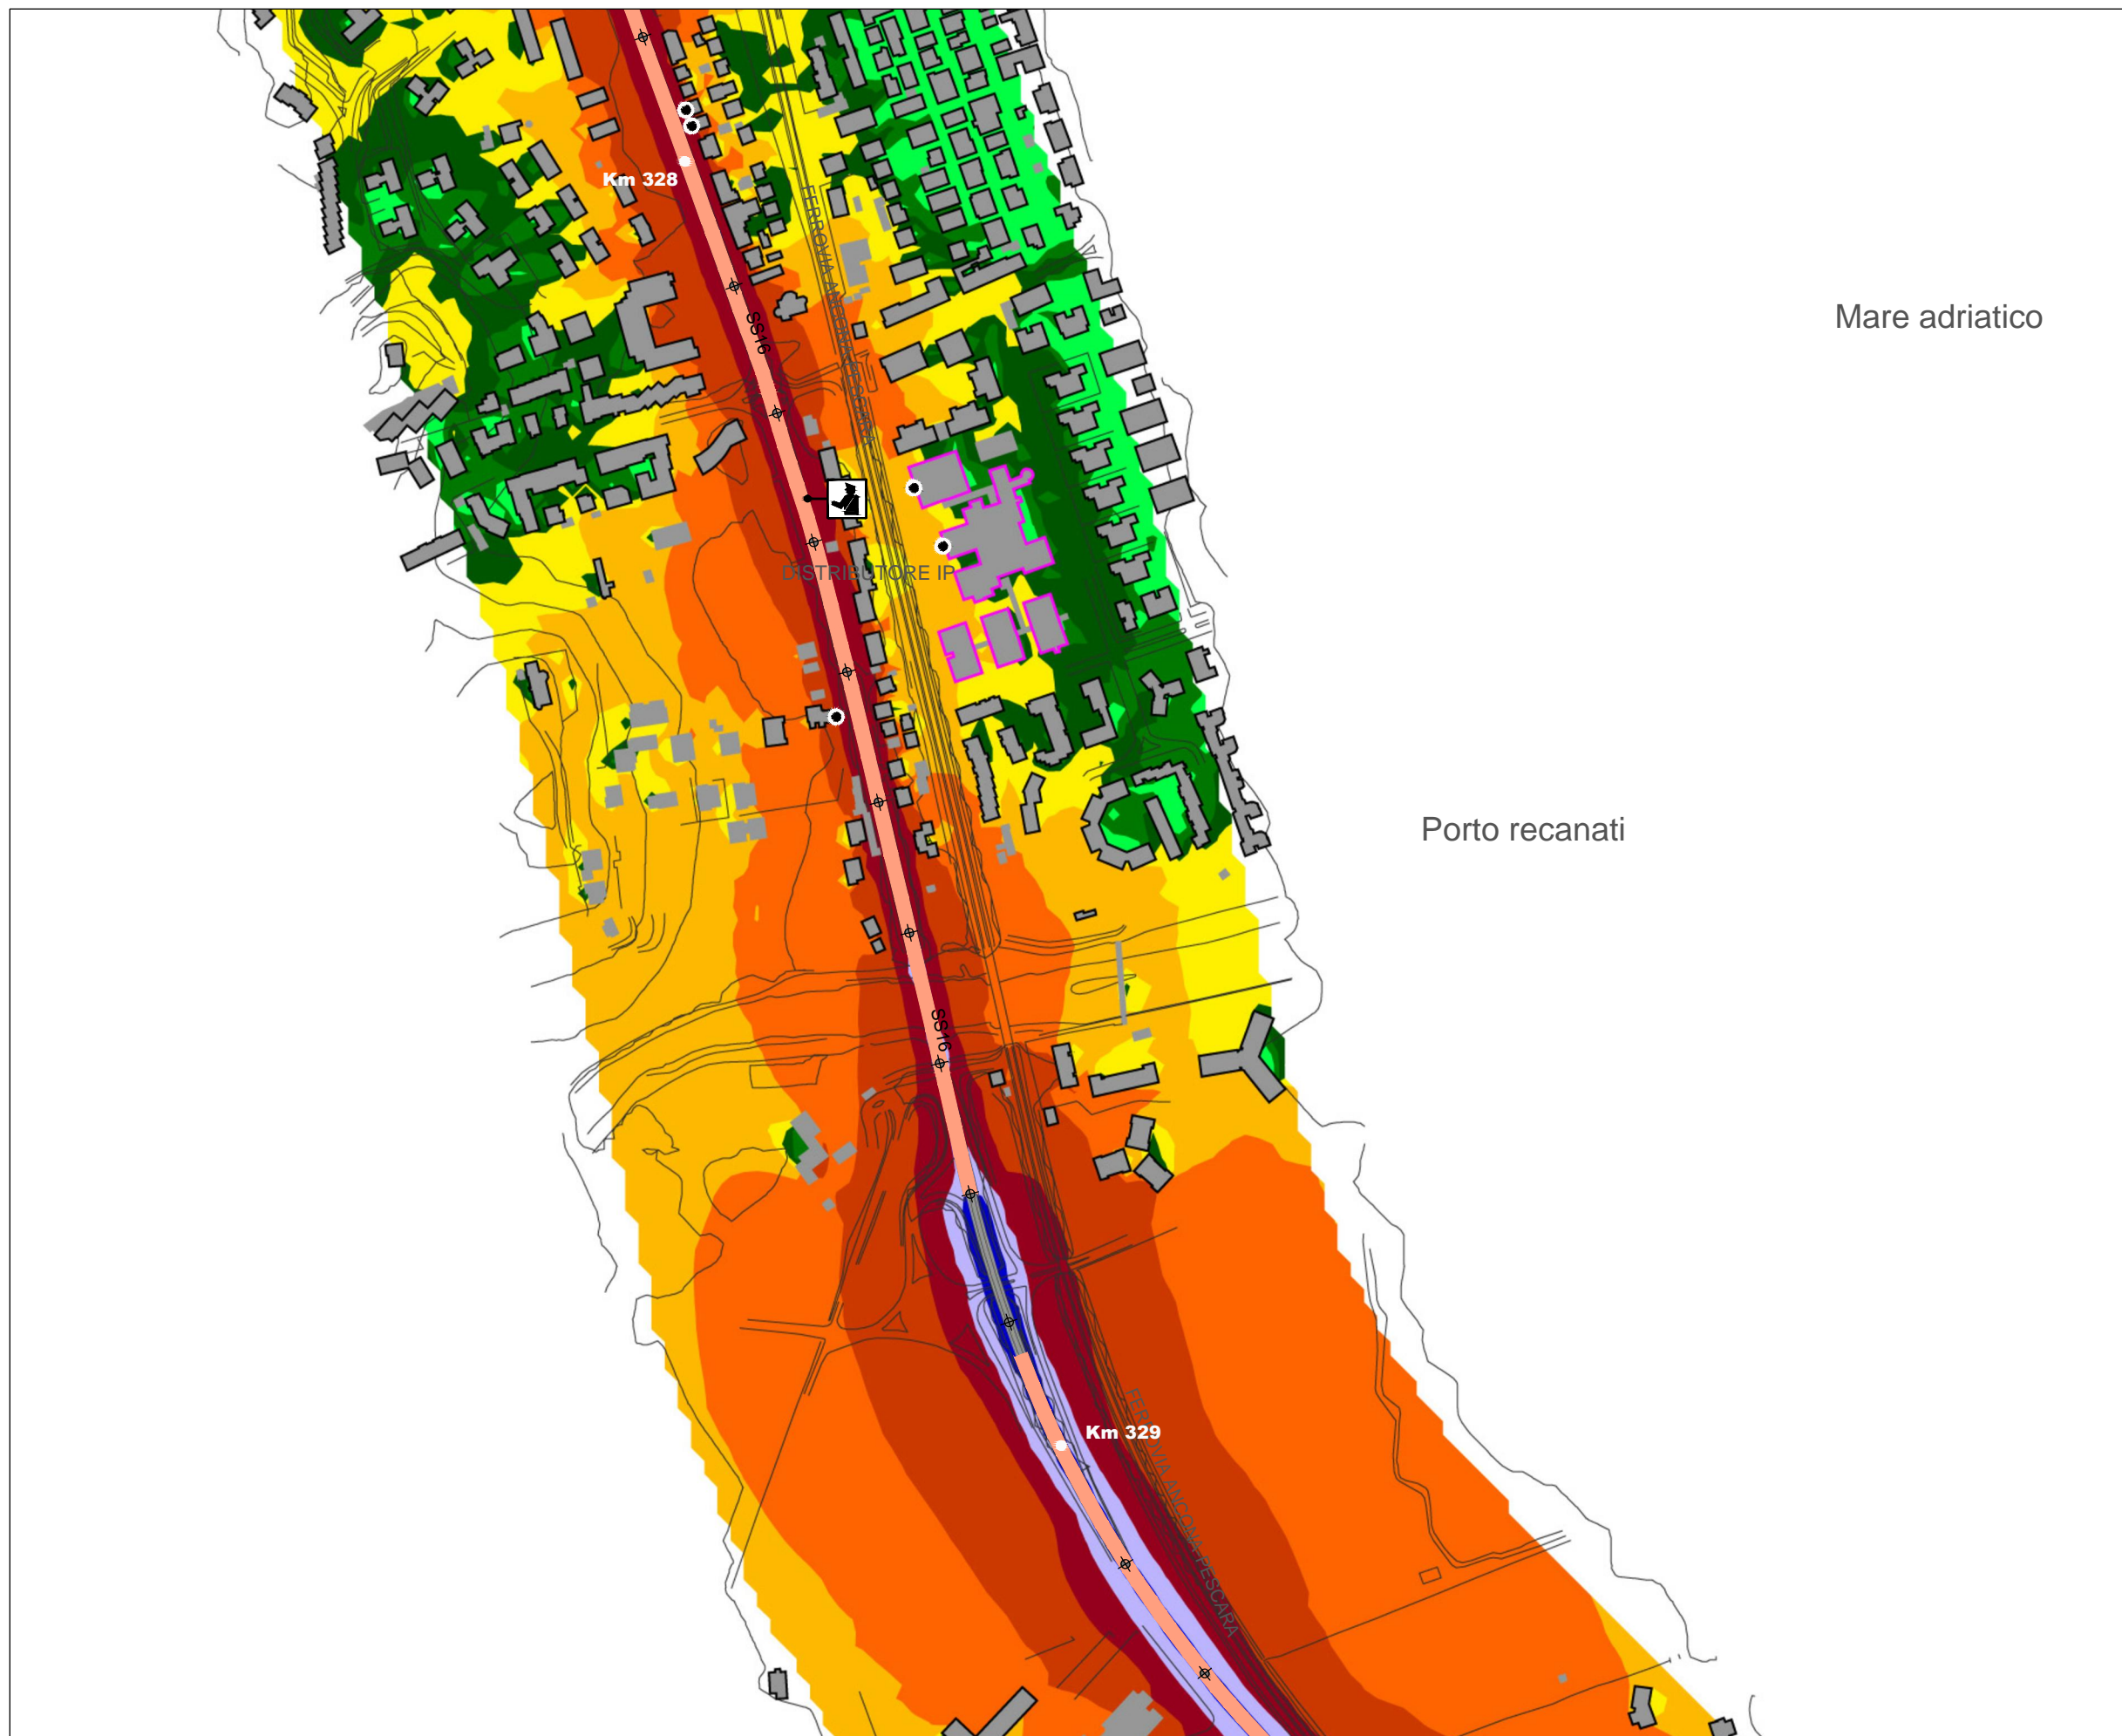 Km 328
FERROVIA ANCONA-PESCARA
SS16
Mare adriatico
DISTRIBUTORE IP
Porto recanati
SS16
Km 329
FERROVIA ANCONA-PESCARA